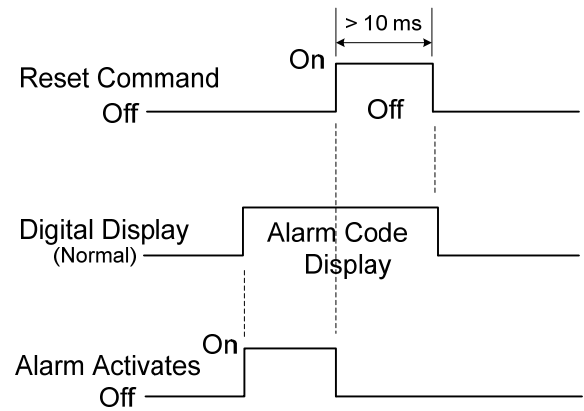 > 10 ms
On
Reset Command
Off
Off
Digital Display
(Normal)
Alarm Code
Display
On
Alarm Activates
Off